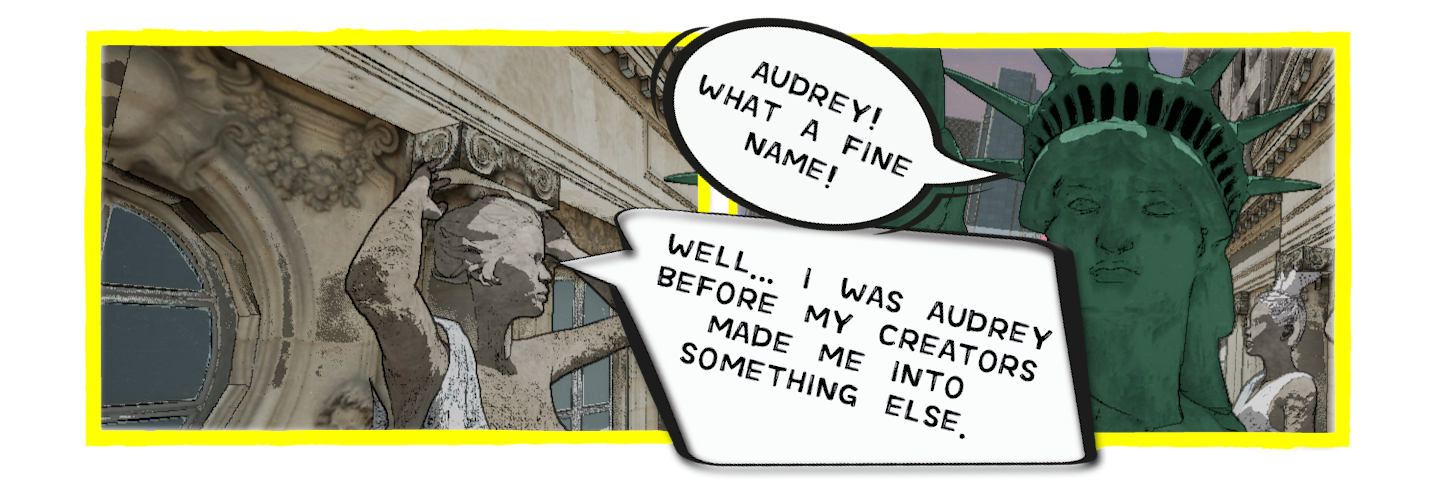 AUDREY!
WHAT A FINE
NAME!
WELL... I WAS AUDREY
BEFORE MY CREATORS
MADE ME INTO
SOMETHING ELSE.